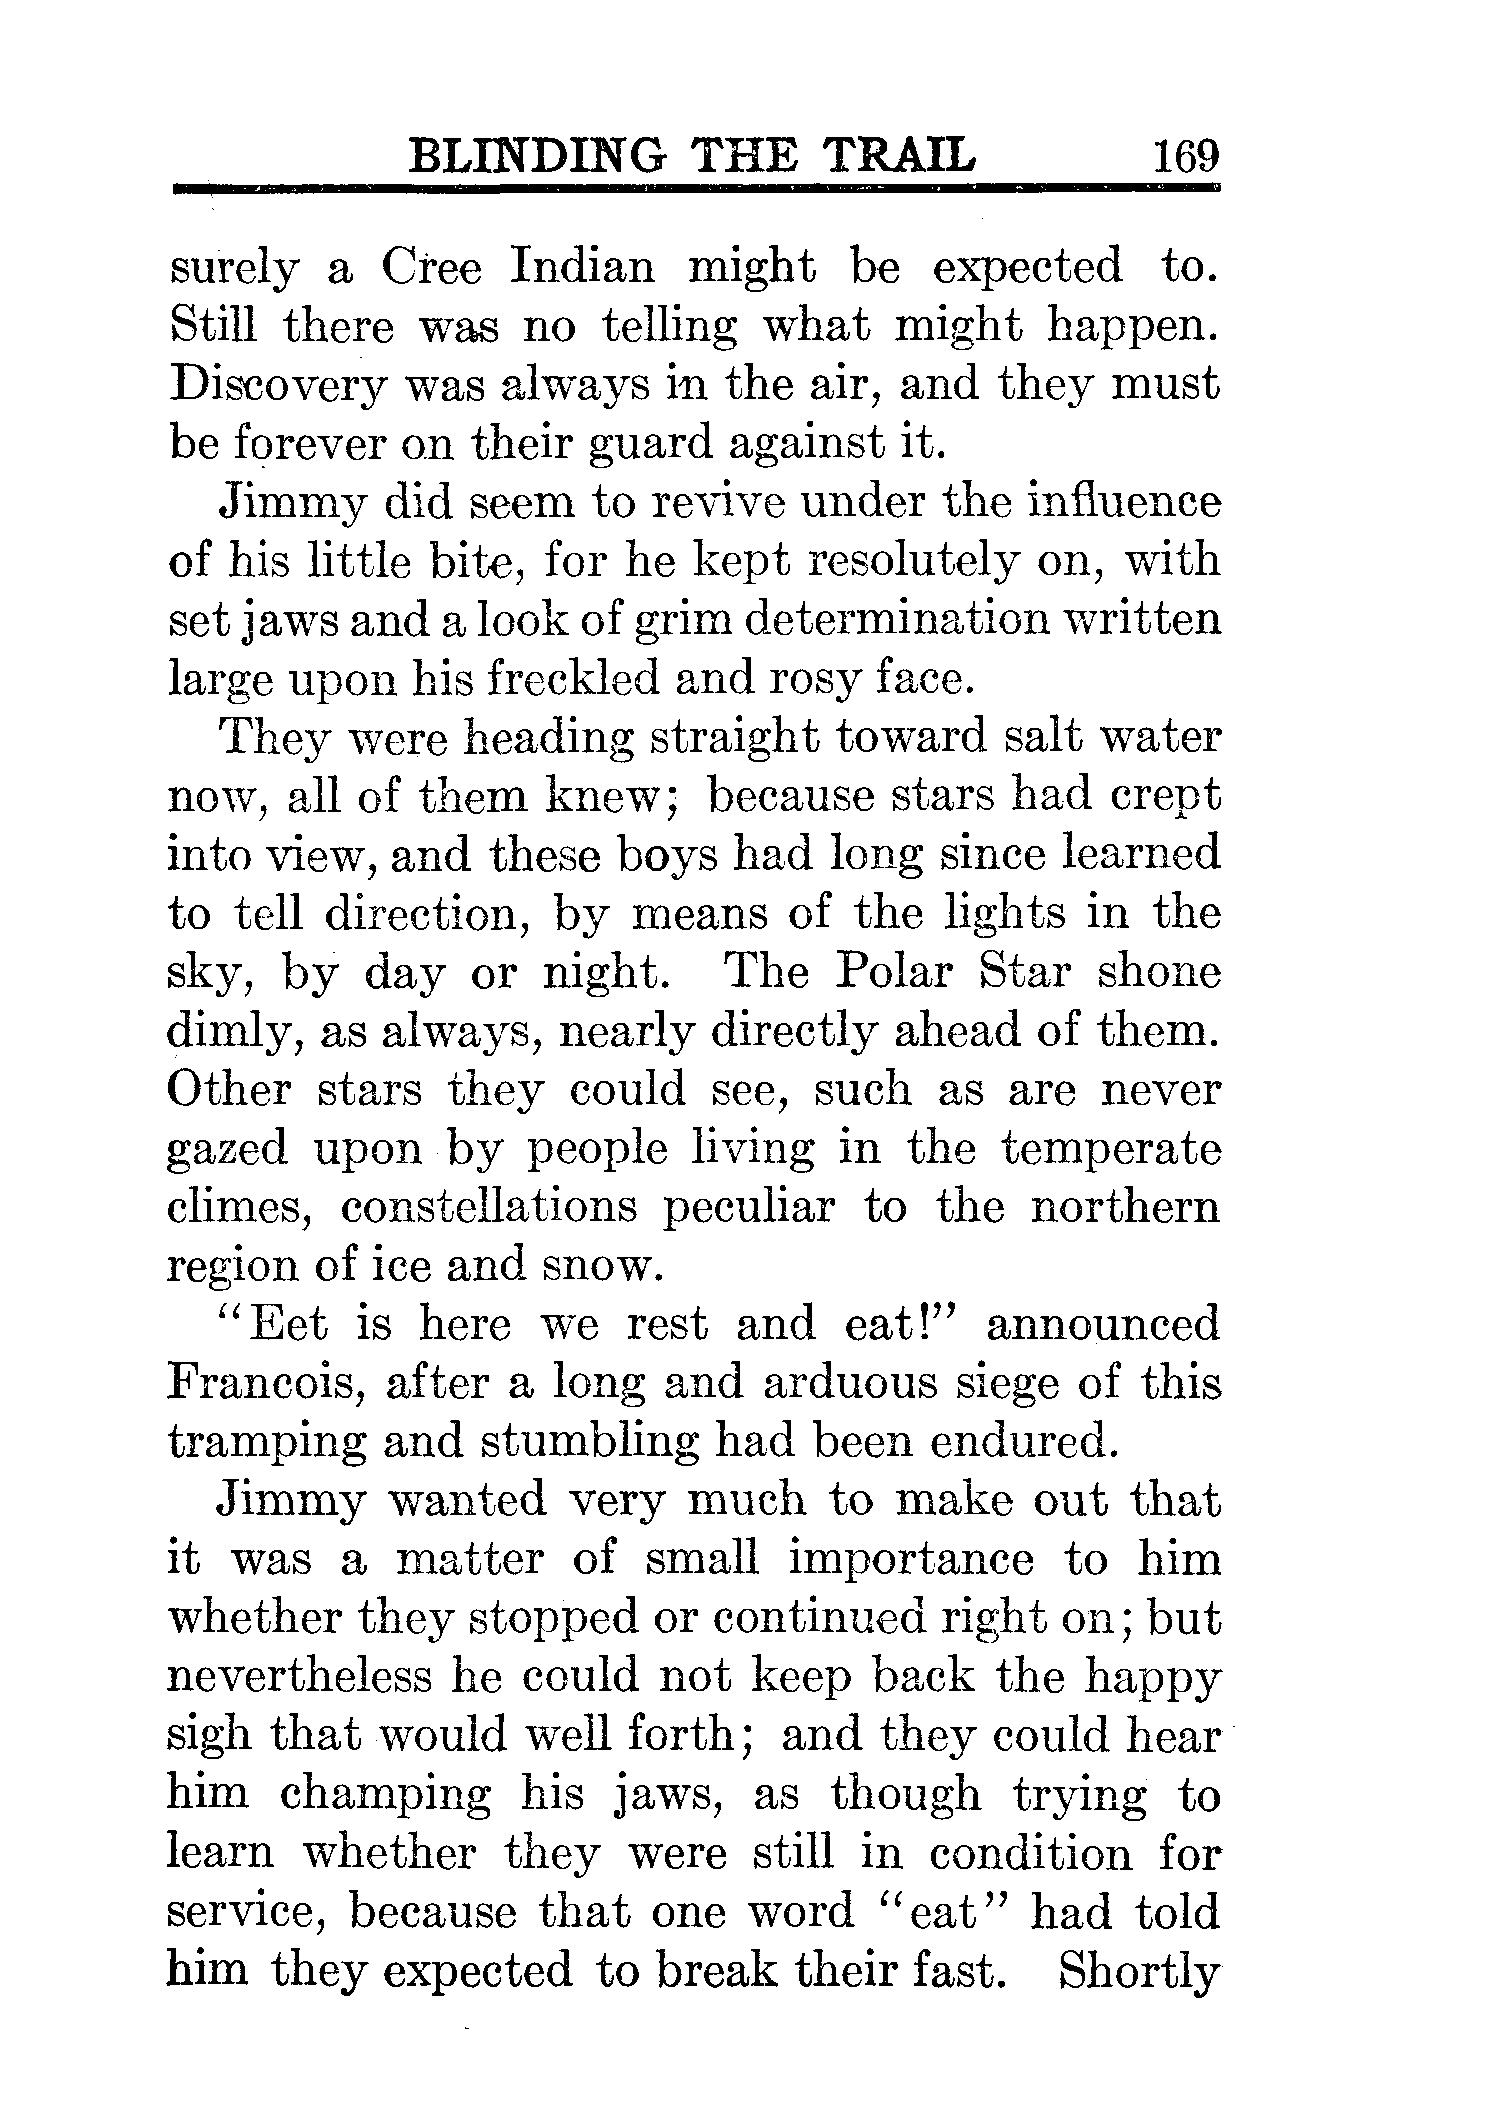 BLINDING THE TRAIL 169
surely a Cree Indian might be expected to.
Still there was no telling what might happen.
Discovery was always in the air, and they must
be forever on their guard against it.
Jimmy did seem to revive under the influence
of his little bite, for he kept resolutely on, with
set jaws and a look of grim determination written
large upon his freckled and rosy face.
They were heading straight toward salt water
now, all of them knew; because stars had crept
into view, and these boys had long since learned
to tell direction, by means of the lights in the
sky, by day or night. The Polar Star shone
dimly, as always, nearly directly ahead of them.
Other stars they could see, such as are never
gazed upon by people living in the temperate
climes, constellations peculiar to the northern
region of ice and snow.
"Eet is here we rest and eat!" announced
Francois, after a long and arduous siege of this
tramping and stumbling had been endured.
Jimmy wanted very much to make out that
it was a matter of small importance to him
whether they stopped or continued right on; but
nevertheless he could not keep back the happy
sigh that would well forth; and they could hear
him champing his jaws, as though trying to
learn whether they were still in condition for
service, because that one word "eat" had told
him they expected to break their fast. Shortly